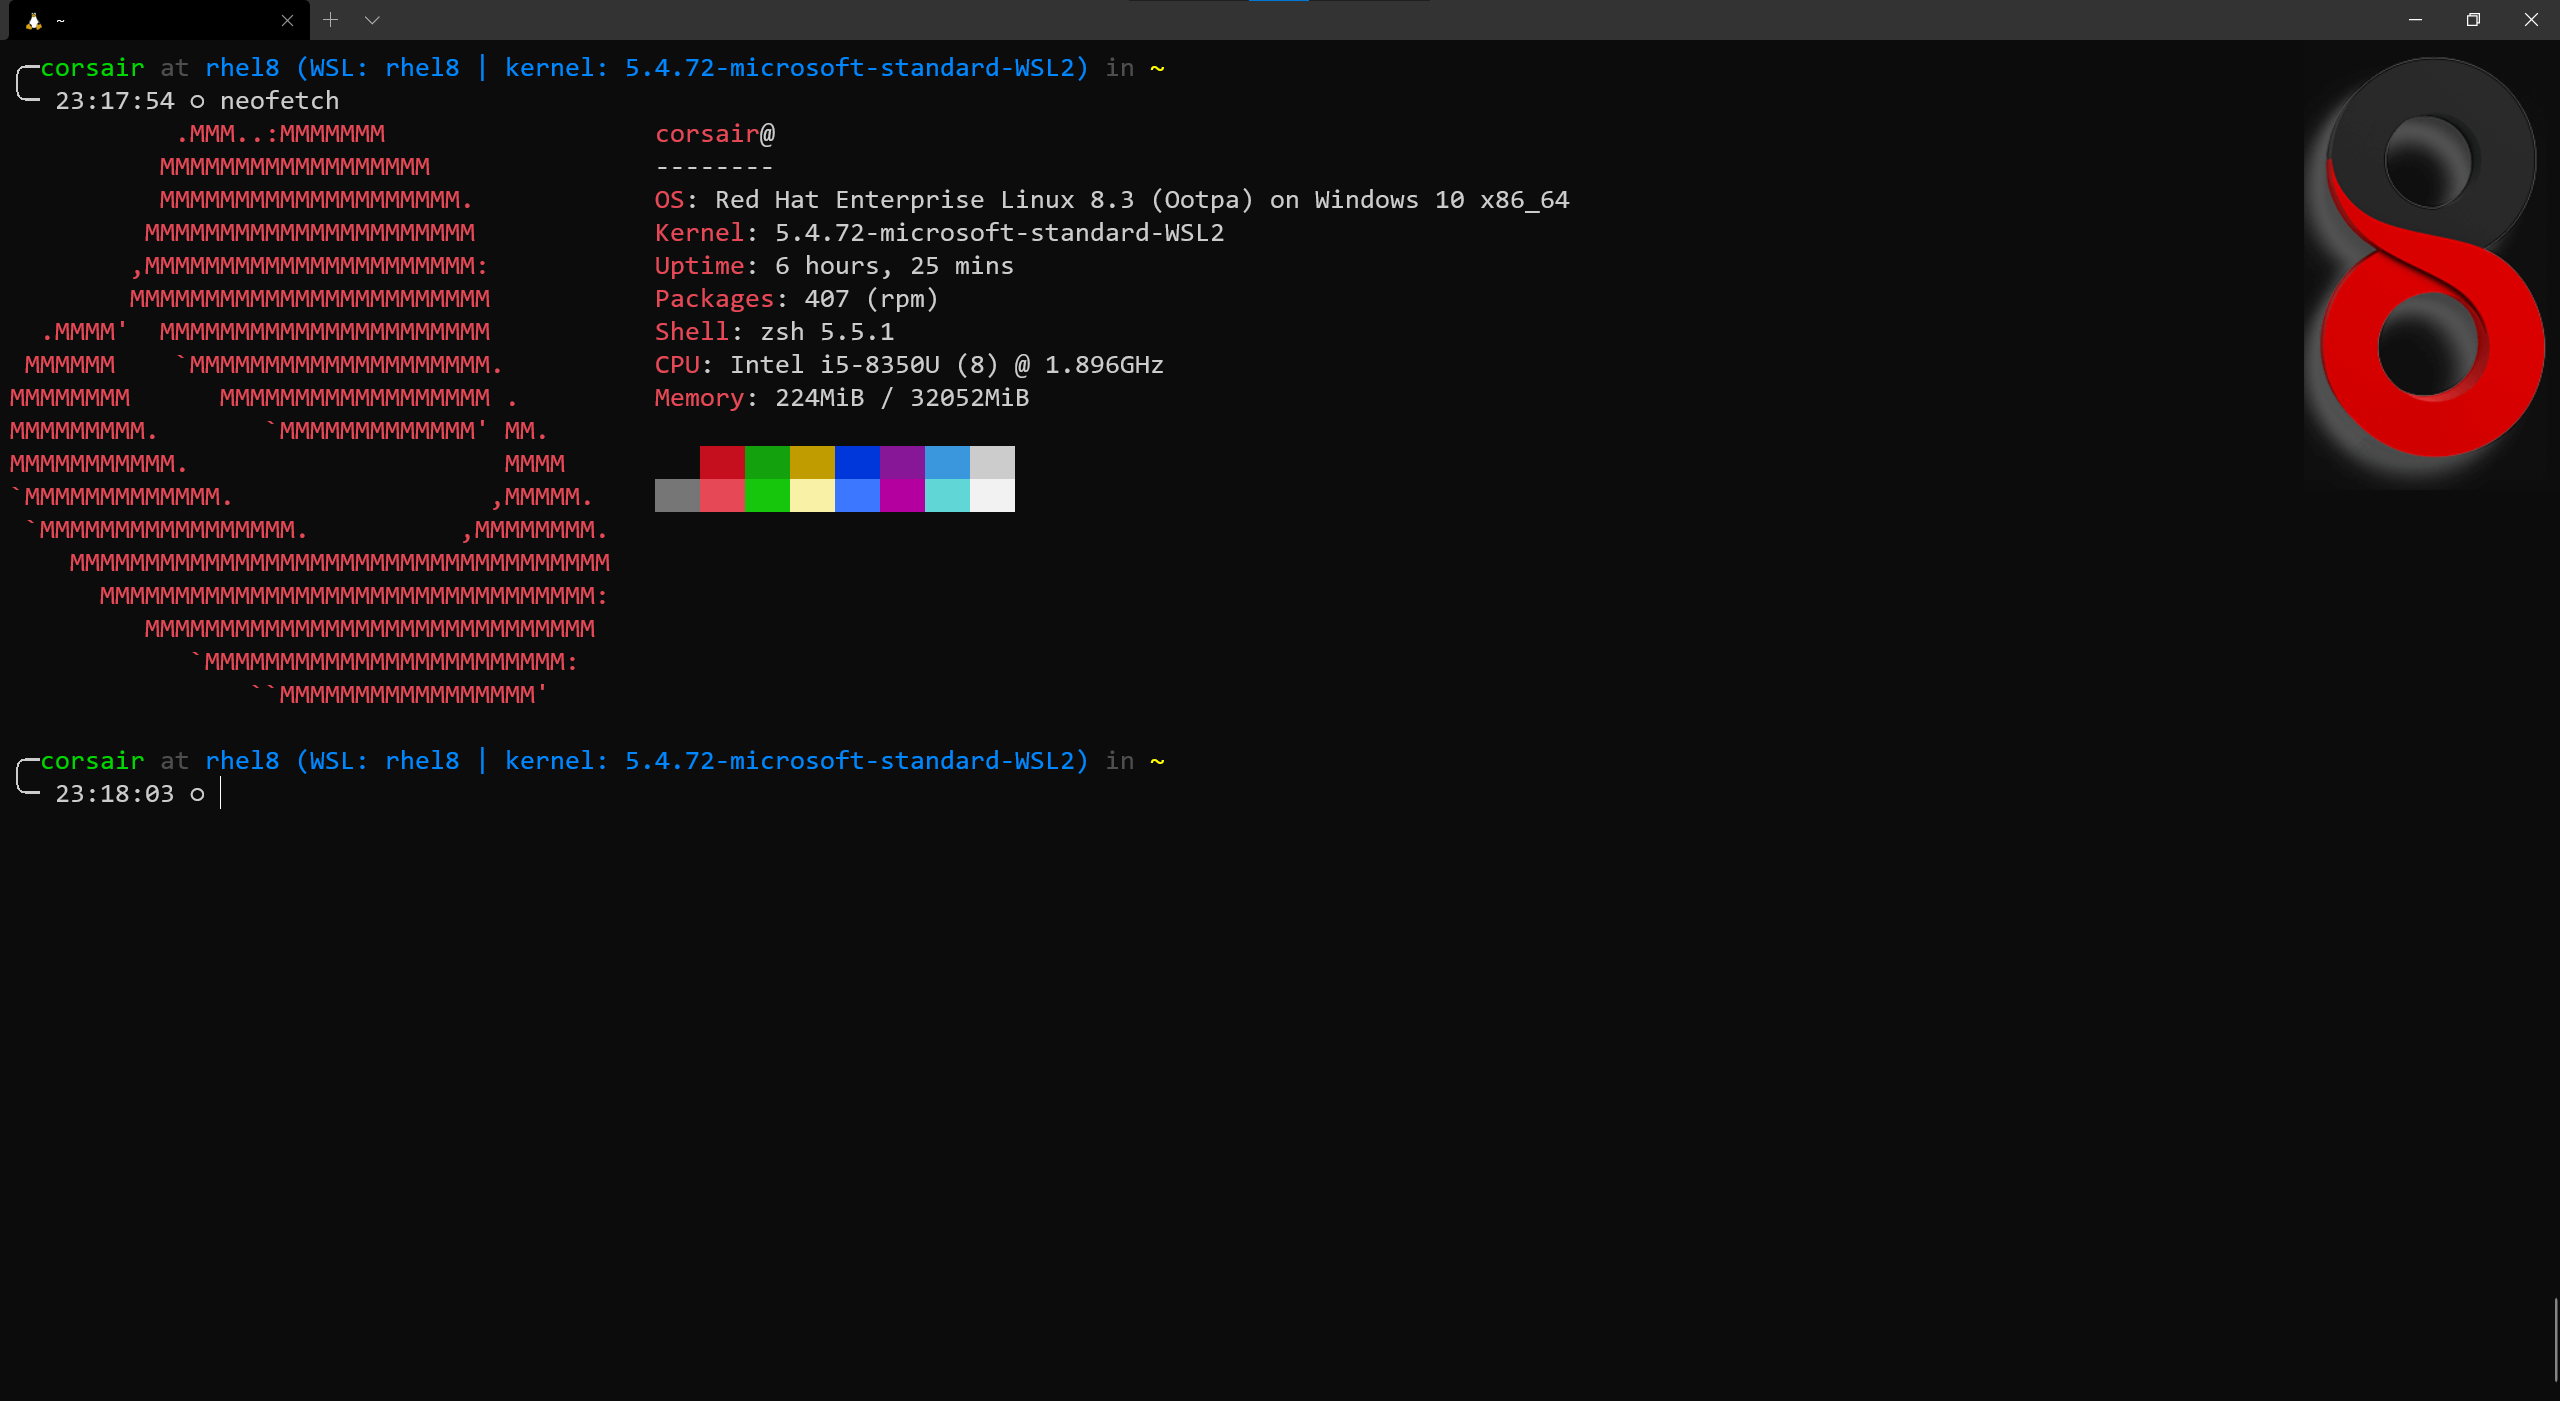 ~
corsair at rhel8 (WSL: rhel8 | kernel: 5.4.72-microsoft-standard-WSL2) in ~
23:17:54 ○ neofetch
.MMM..:MMMMMMM
MMMMMMMMMMMMMMMMMM
MMMMMMMMMMMMMMMMMMMM.
MMMMMMMMMMMMMMMMMMMMMM
,MMMMMMMMMMMMMMMMMMMMMM:
MMMMMMMMMMMMMMMMMMMMMMMM
.MMMM'  MMMMMMMMMMMMMMMMMMMMMM
MMMMMM    `MMMMMMMMMMMMMMMMMMMM.
MMMMMMMM      MMMMMMMMMMMMMMMMMM .
MMMMMMMMM.       `MMMMMMMMMMMMM' MM.
MMMMMMMMMMM.                     MMMM
`MMMMMMMMMMMMM.                 ,MMMMM.
`MMMMMMMMMMMMMMMMM.          ,MMMMMMMM.
MMMMMMMMMMMMMMMMMMMMMMMMMMMMMMMMMMMM
MMMMMMMMMMMMMMMMMMMMMMMMMMMMMMMMM:
MMMMMMMMMMMMMMMMMMMMMMMMMMMMMM
`MMMMMMMMMMMMMMMMMMMMMMMM:
``MMMMMMMMMMMMMMMMM'
corsair@
--------
OS: Red Hat Enterprise Linux 8.3 (Ootpa) on Windows 10 x86_64
Kernel: 5.4.72-microsoft-standard-WSL2
Uptime: 6 hours, 25 mins
Packages: 407 (rpm)
Shell: zsh 5.5.1
CPU: Intel i5-8350U (8) @ 1.896GHz
Memory: 224MiB / 32052MiB
8
corsair at rhel8 (WSL: rhel8 | kernel: 5.4.72-microsoft-standard-WSL2) in ~
23:18:03 ○